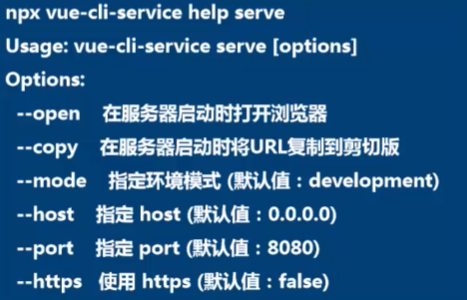 npx vue-cli-service help serve
Usage: vue-cli-service serve [options]
Options:
--open 在服务器启动时打开浏览器
--copy 在服务器启动时将URL复制到剪切版
--mode 指定环境模式 (默认值：development)
--host 指定 host (默认值：0.0.0.0)
--port 指定 port (默认值：8080)
--https 使用 https (默认值：false)